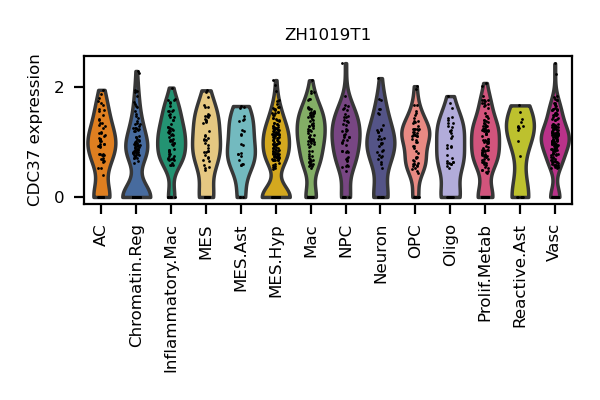 ZH1019T1
CDC37 expression
2
0
AC
Chromatin.Reg
Inflammatory.Mac
MES
MES.Ast
MES.Hyp
Mac
NPC
Neuron
OPC
Oligo
Prolif.Metab
Reactive.Ast
Vasc